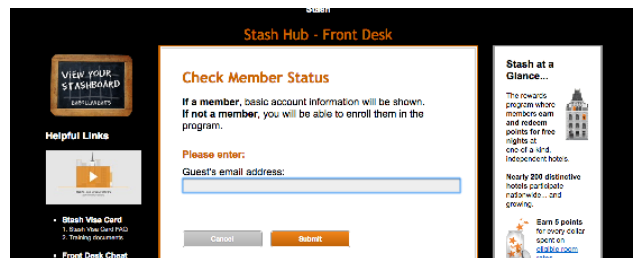 Stash
Stash Hub - Front Desk
VIEW YOUR
STASHBOARD
ENROLLMENTS
Helpful Links
Stash Visa Card
1. Stash Visa Card FAQ
2. Training documents
Front Desk Cheat
Check Member Status
If a member, basic account information will be shown.
If not a member, you will be able to enroll them in the
program.
Please enter:
Guest's email address:
Cancel
Submit
Stash at a
Glance...
The rewards
program where
members earn
and redeem
points for free
nights at
one of a kind,
independent hotels.
Nearly 200 distinctive
hotels participate
nationwide... and
growing.
Earn 5 points
for every dollar
spent on
eligible room
rates